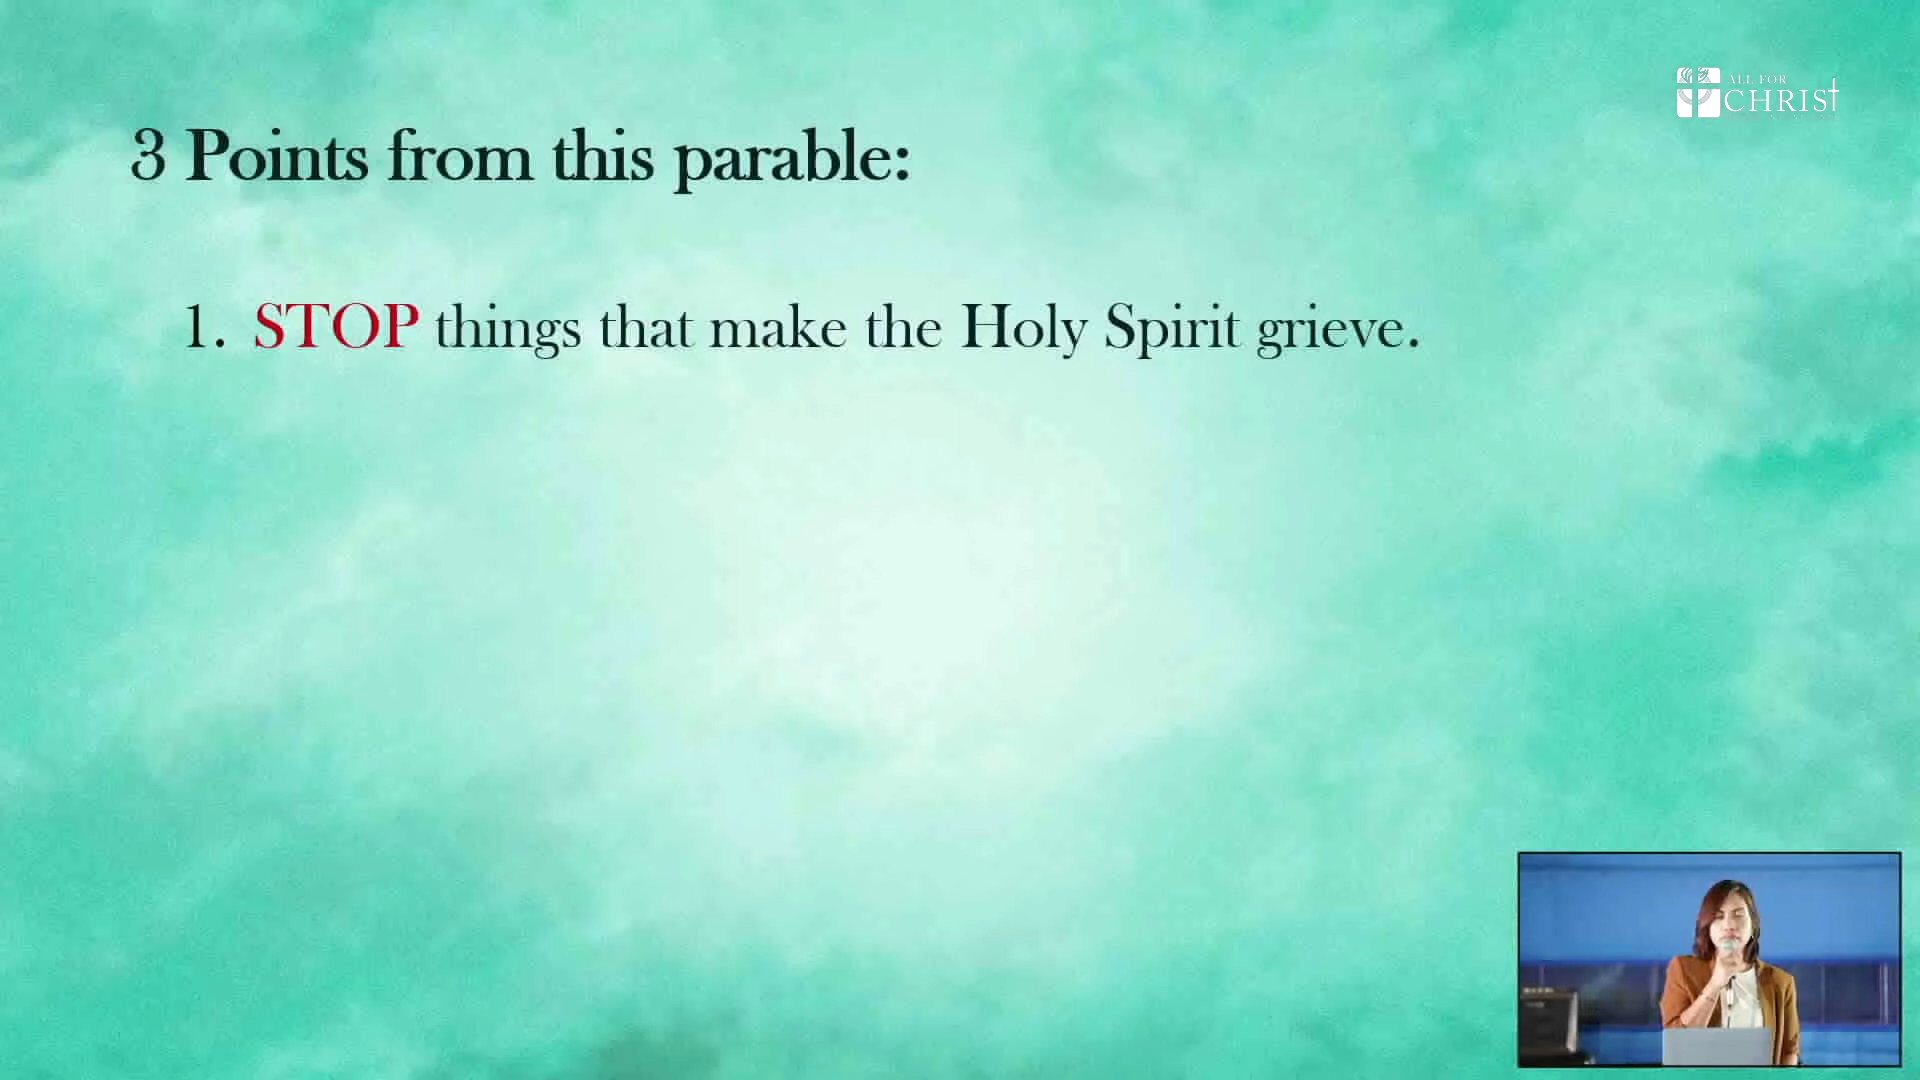 ALL FOR
CHRIST
3 Points from this parable:
1. STOP things that make the Holy Spirit grieve.